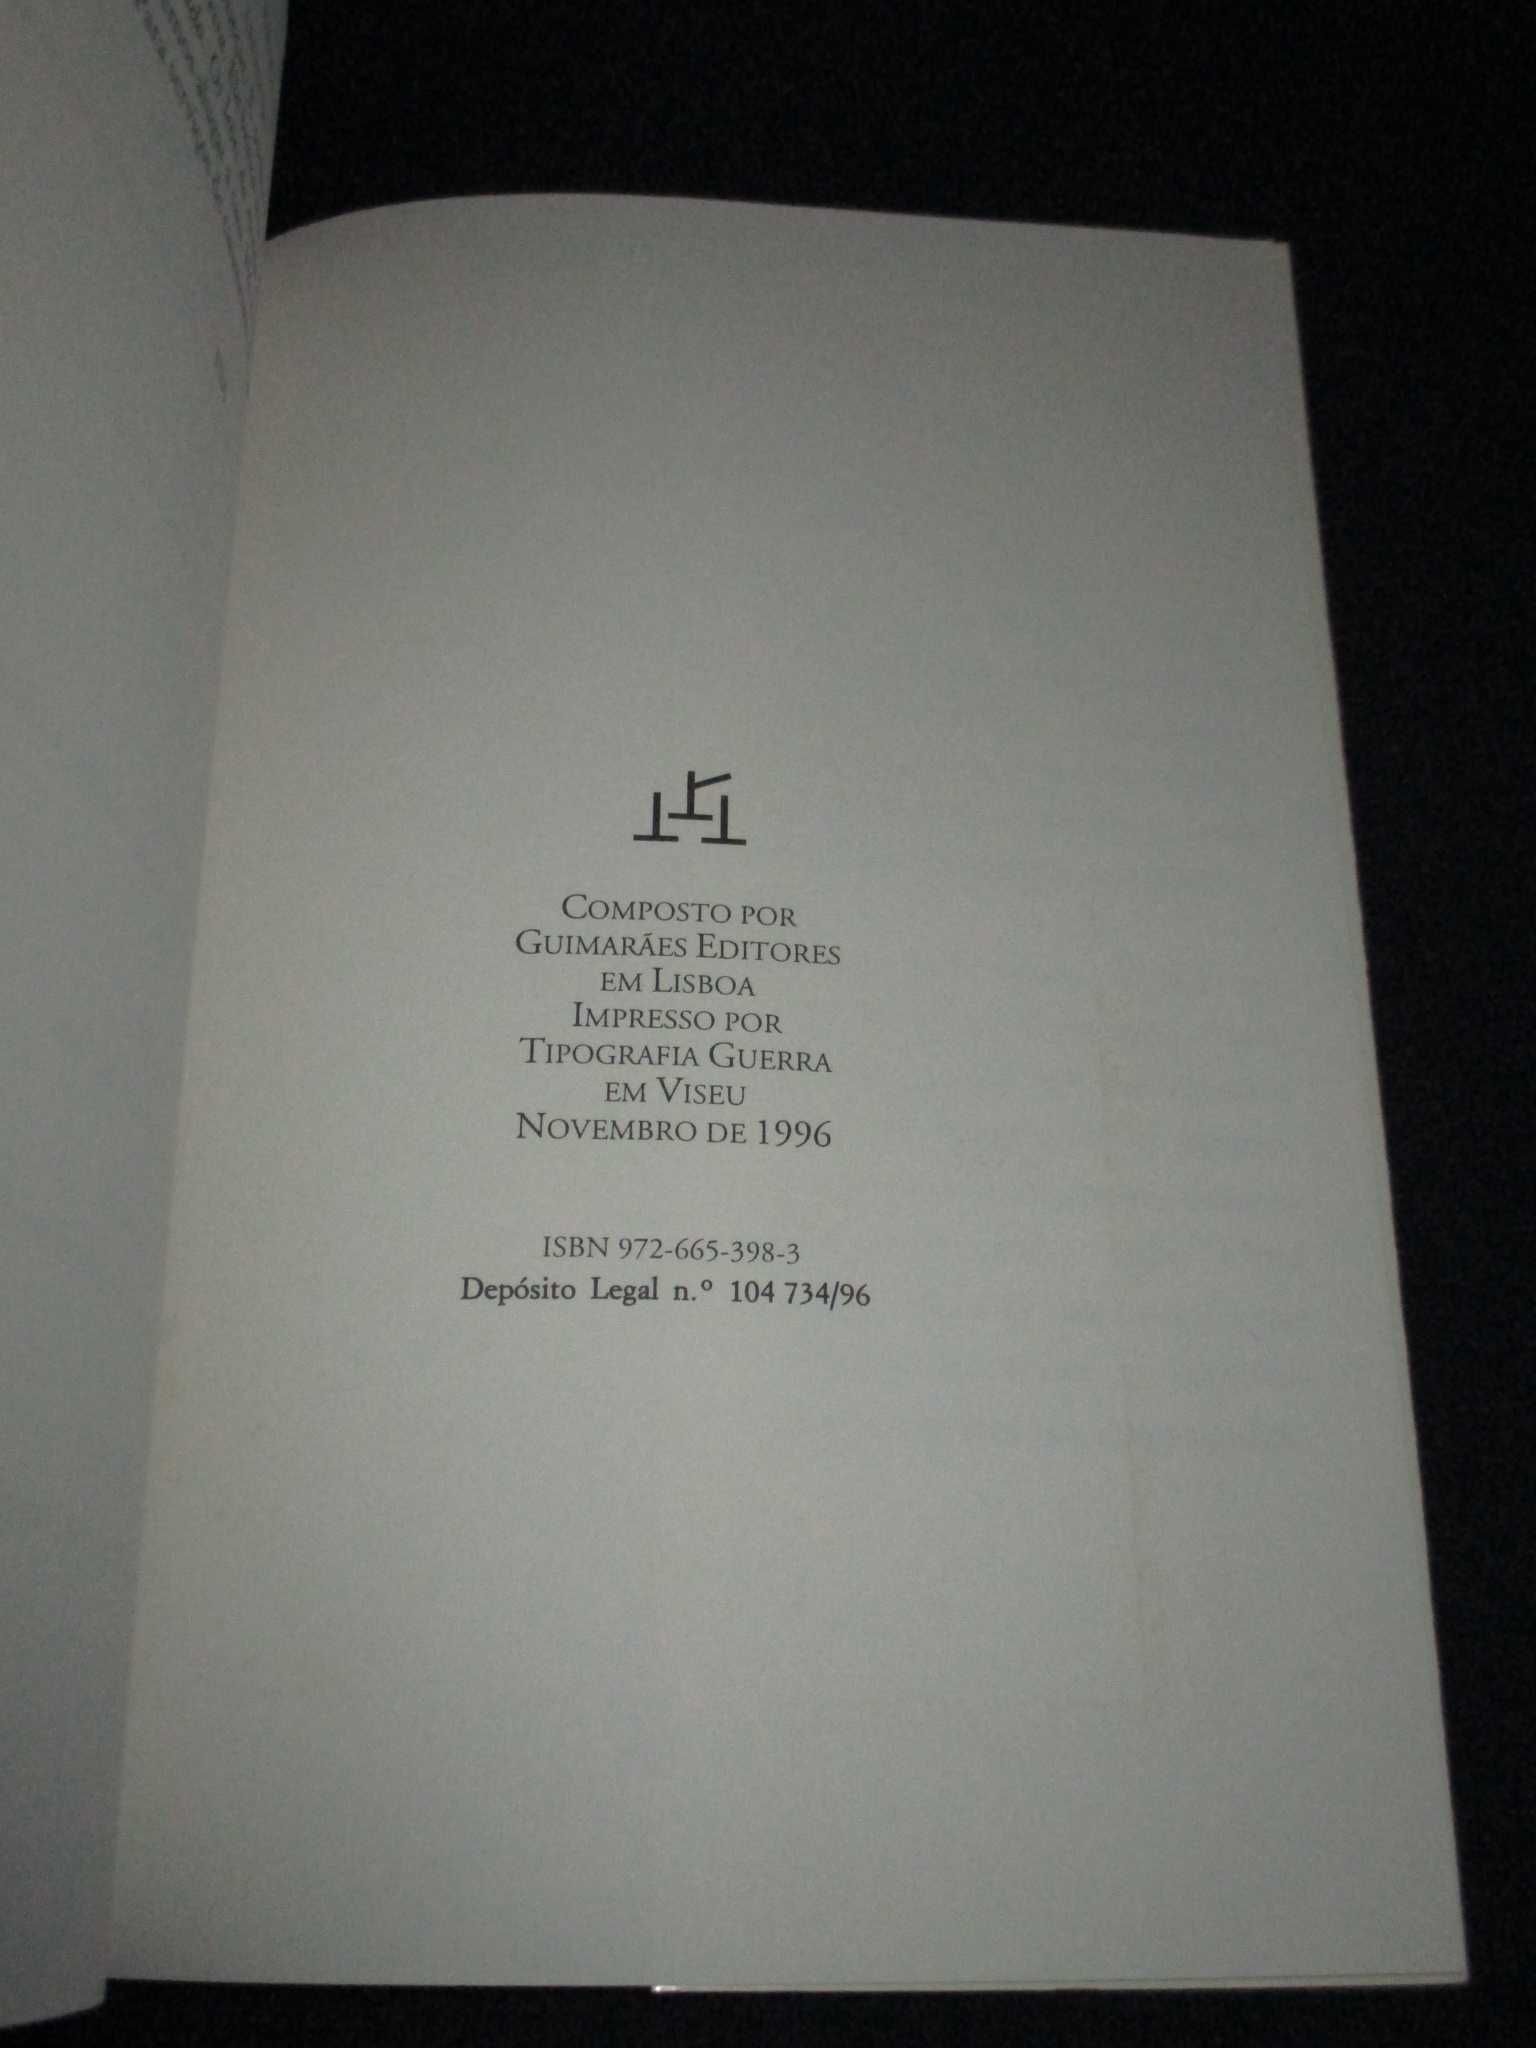 Composto por
Guimarães Editores
em Lisboa
Impresso por
Tipografia Guerra
em Viseu
Novembro de 1996
ISBN 972-665-398-3
Depósito Legal n.º 104 734/96